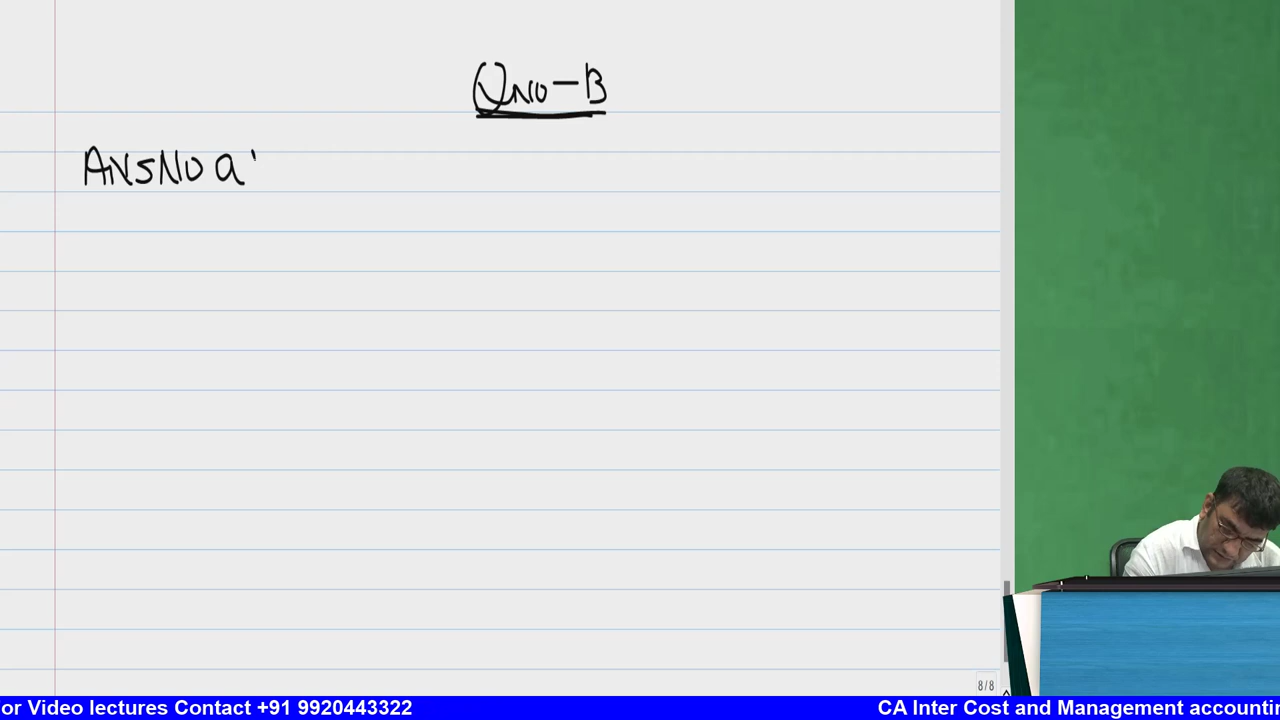 QNO-B
ANSNO a'
8/8
or Video lectures Contact +91 9920443322
CA Inter Cost and Management accountin